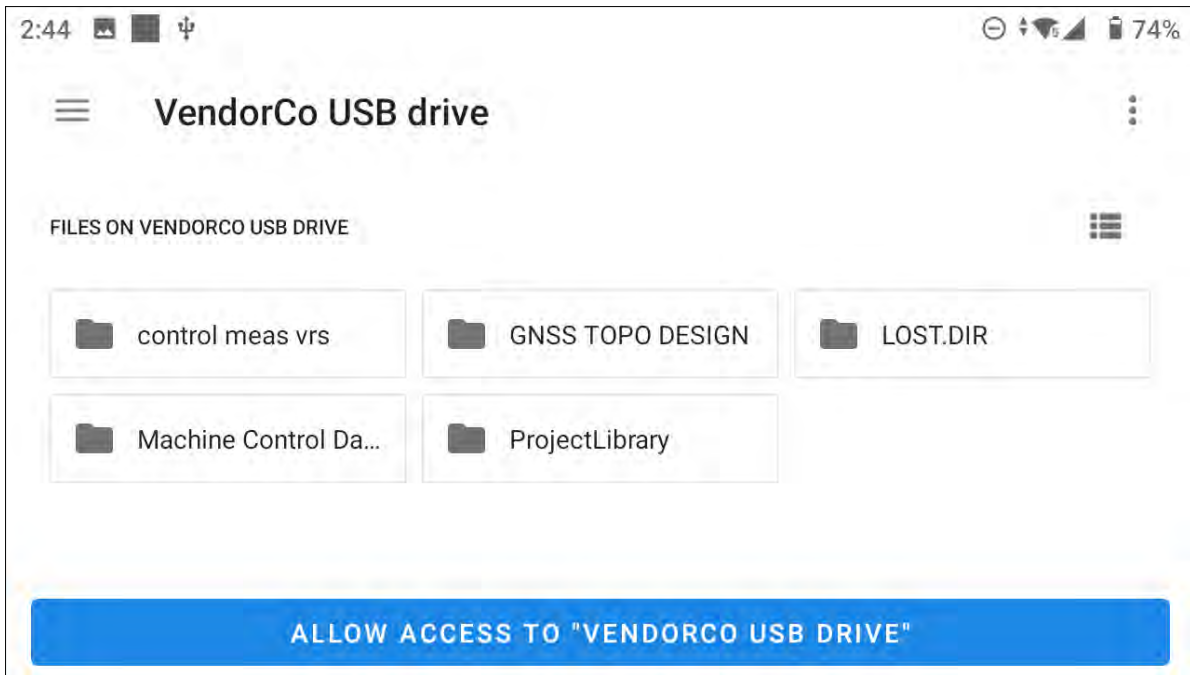 2:44 74%
VendorCo USB drive
FILES ON VENDORCO USB DRIVE
control meas vrs GNSS TOPO DESIGN LOST.DIR
Machine Control Da... ProjectLibrary
ALLOW ACCESS TO "VENDORCO USB DRIVE"